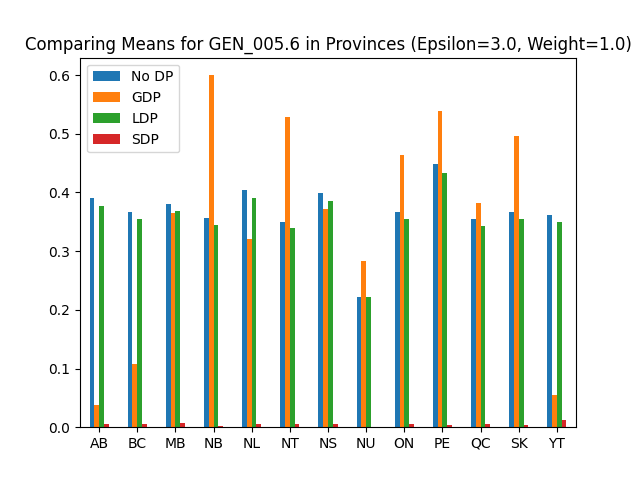 Comparing Means for GEN_005.6 in Provinces (Epsilon=3.0, Weight=1.0)
No DP
GDP
LDP
SDP
0.6
0.5
0.4
0.3
0.2
0.1
0.0
AB BC MB NB NL NT NS NU ON PE QC SK YT